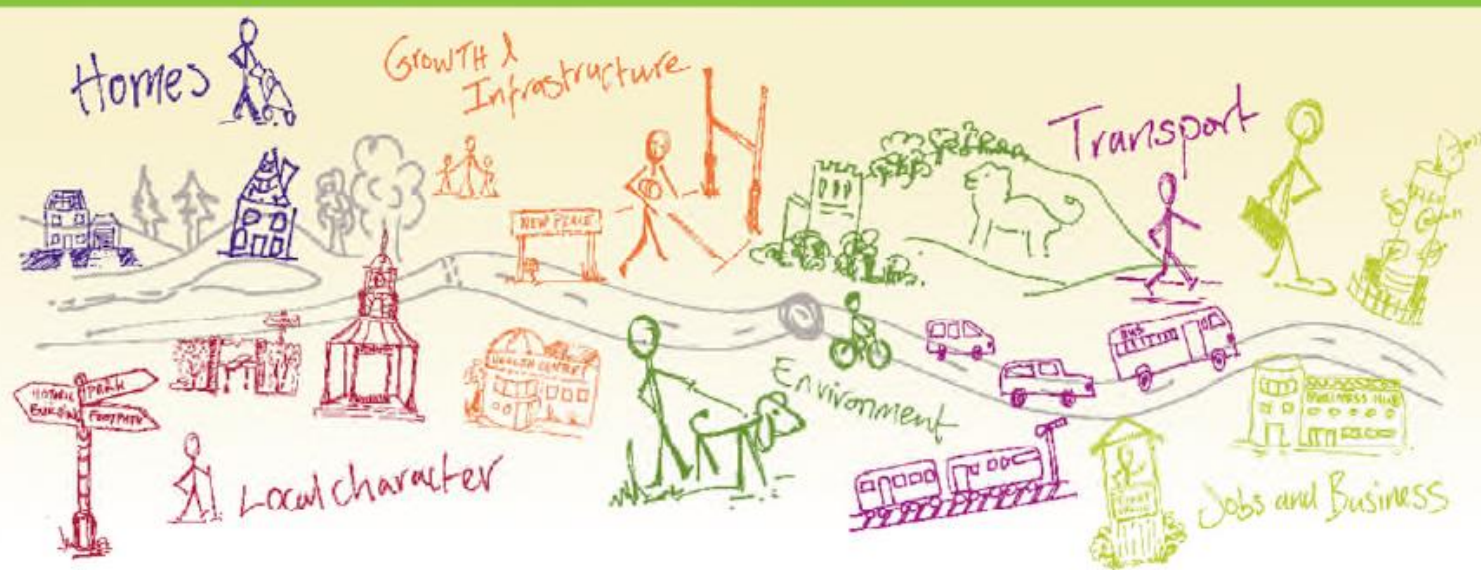 Homes
Growth &
Infrastructure
Transport
NEW PLACE
BUS
HEALTH CENTRE
Environment
HISTORIC
BUILDING
PARK
FOOTPATH
Local character
BUSINESS HUB
Jobs and Business